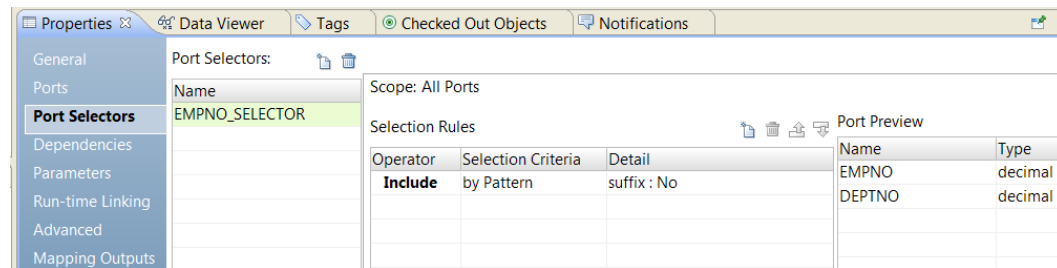 Properties Data Viewer Tags Checked Out Objects Notifications
General
Ports
Port Selectors
Dependencies
Parameters
Run-time Linking
Advanced
Mapping Outputs
Port Selectors:
Name
EMPNO_SELECTOR
Scope: All Ports
Selection Rules
Operator Selection Criteria Detail
Include by Pattern suffix : No
Port Preview
Name Type
EMPNO decimal
DEPTNO decimal